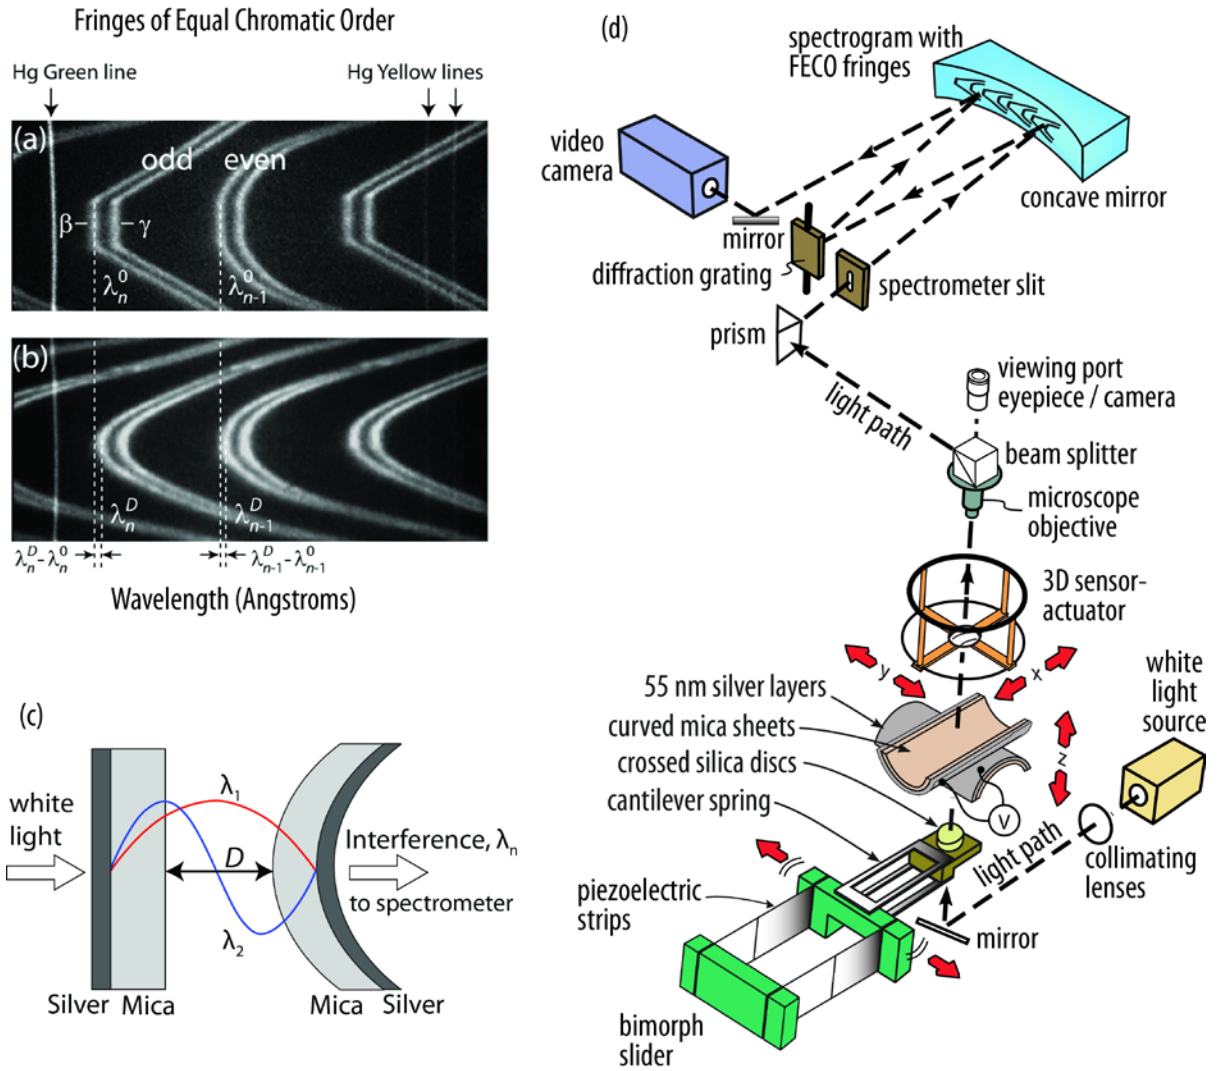 Fringes of Equal Chromatic Order
Hg Green line
Hg Yellow lines
(a)
odd
even
β
γ
λ⁰ₙ
λ⁰ₙ₋₁
(b)
λᴰₙ
λᴰₙ₋₁
λᴰₙ-λ⁰ₙ
λᴰₙ₋₁-λ⁰ₙ₋₁
Wavelength (Angstroms)
(c)
white
light
λ₁
D
λ₂
Interference, λₙ
to spectrometer
Silver
Mica
Mica
Silver
(d)
spectrogram with
FECO fringes
video
camera
concave mirror
mirror
diffraction grating
spectrometer slit
prism
light path
viewing port
eyepiece / camera
beam splitter
microscope
objective
3D sensor-
actuator
y
x
z
55 nm silver layers
curved mica sheets
crossed silica discs
cantilever spring
V
white
light
source
light path
collimating
lenses
piezoelectric
strips
mirror
bimorph
slider